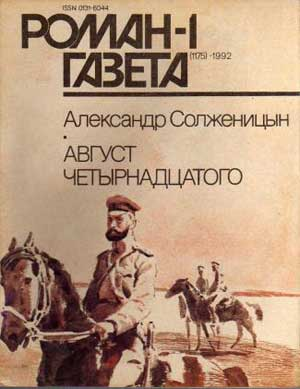 ISSN 0131-6044
РОМАН-1
ГАЗЕТА (1175)-1992
Александр Солженицын
АВГУСТ
ЧЕТЫРНАДЦАТОГО